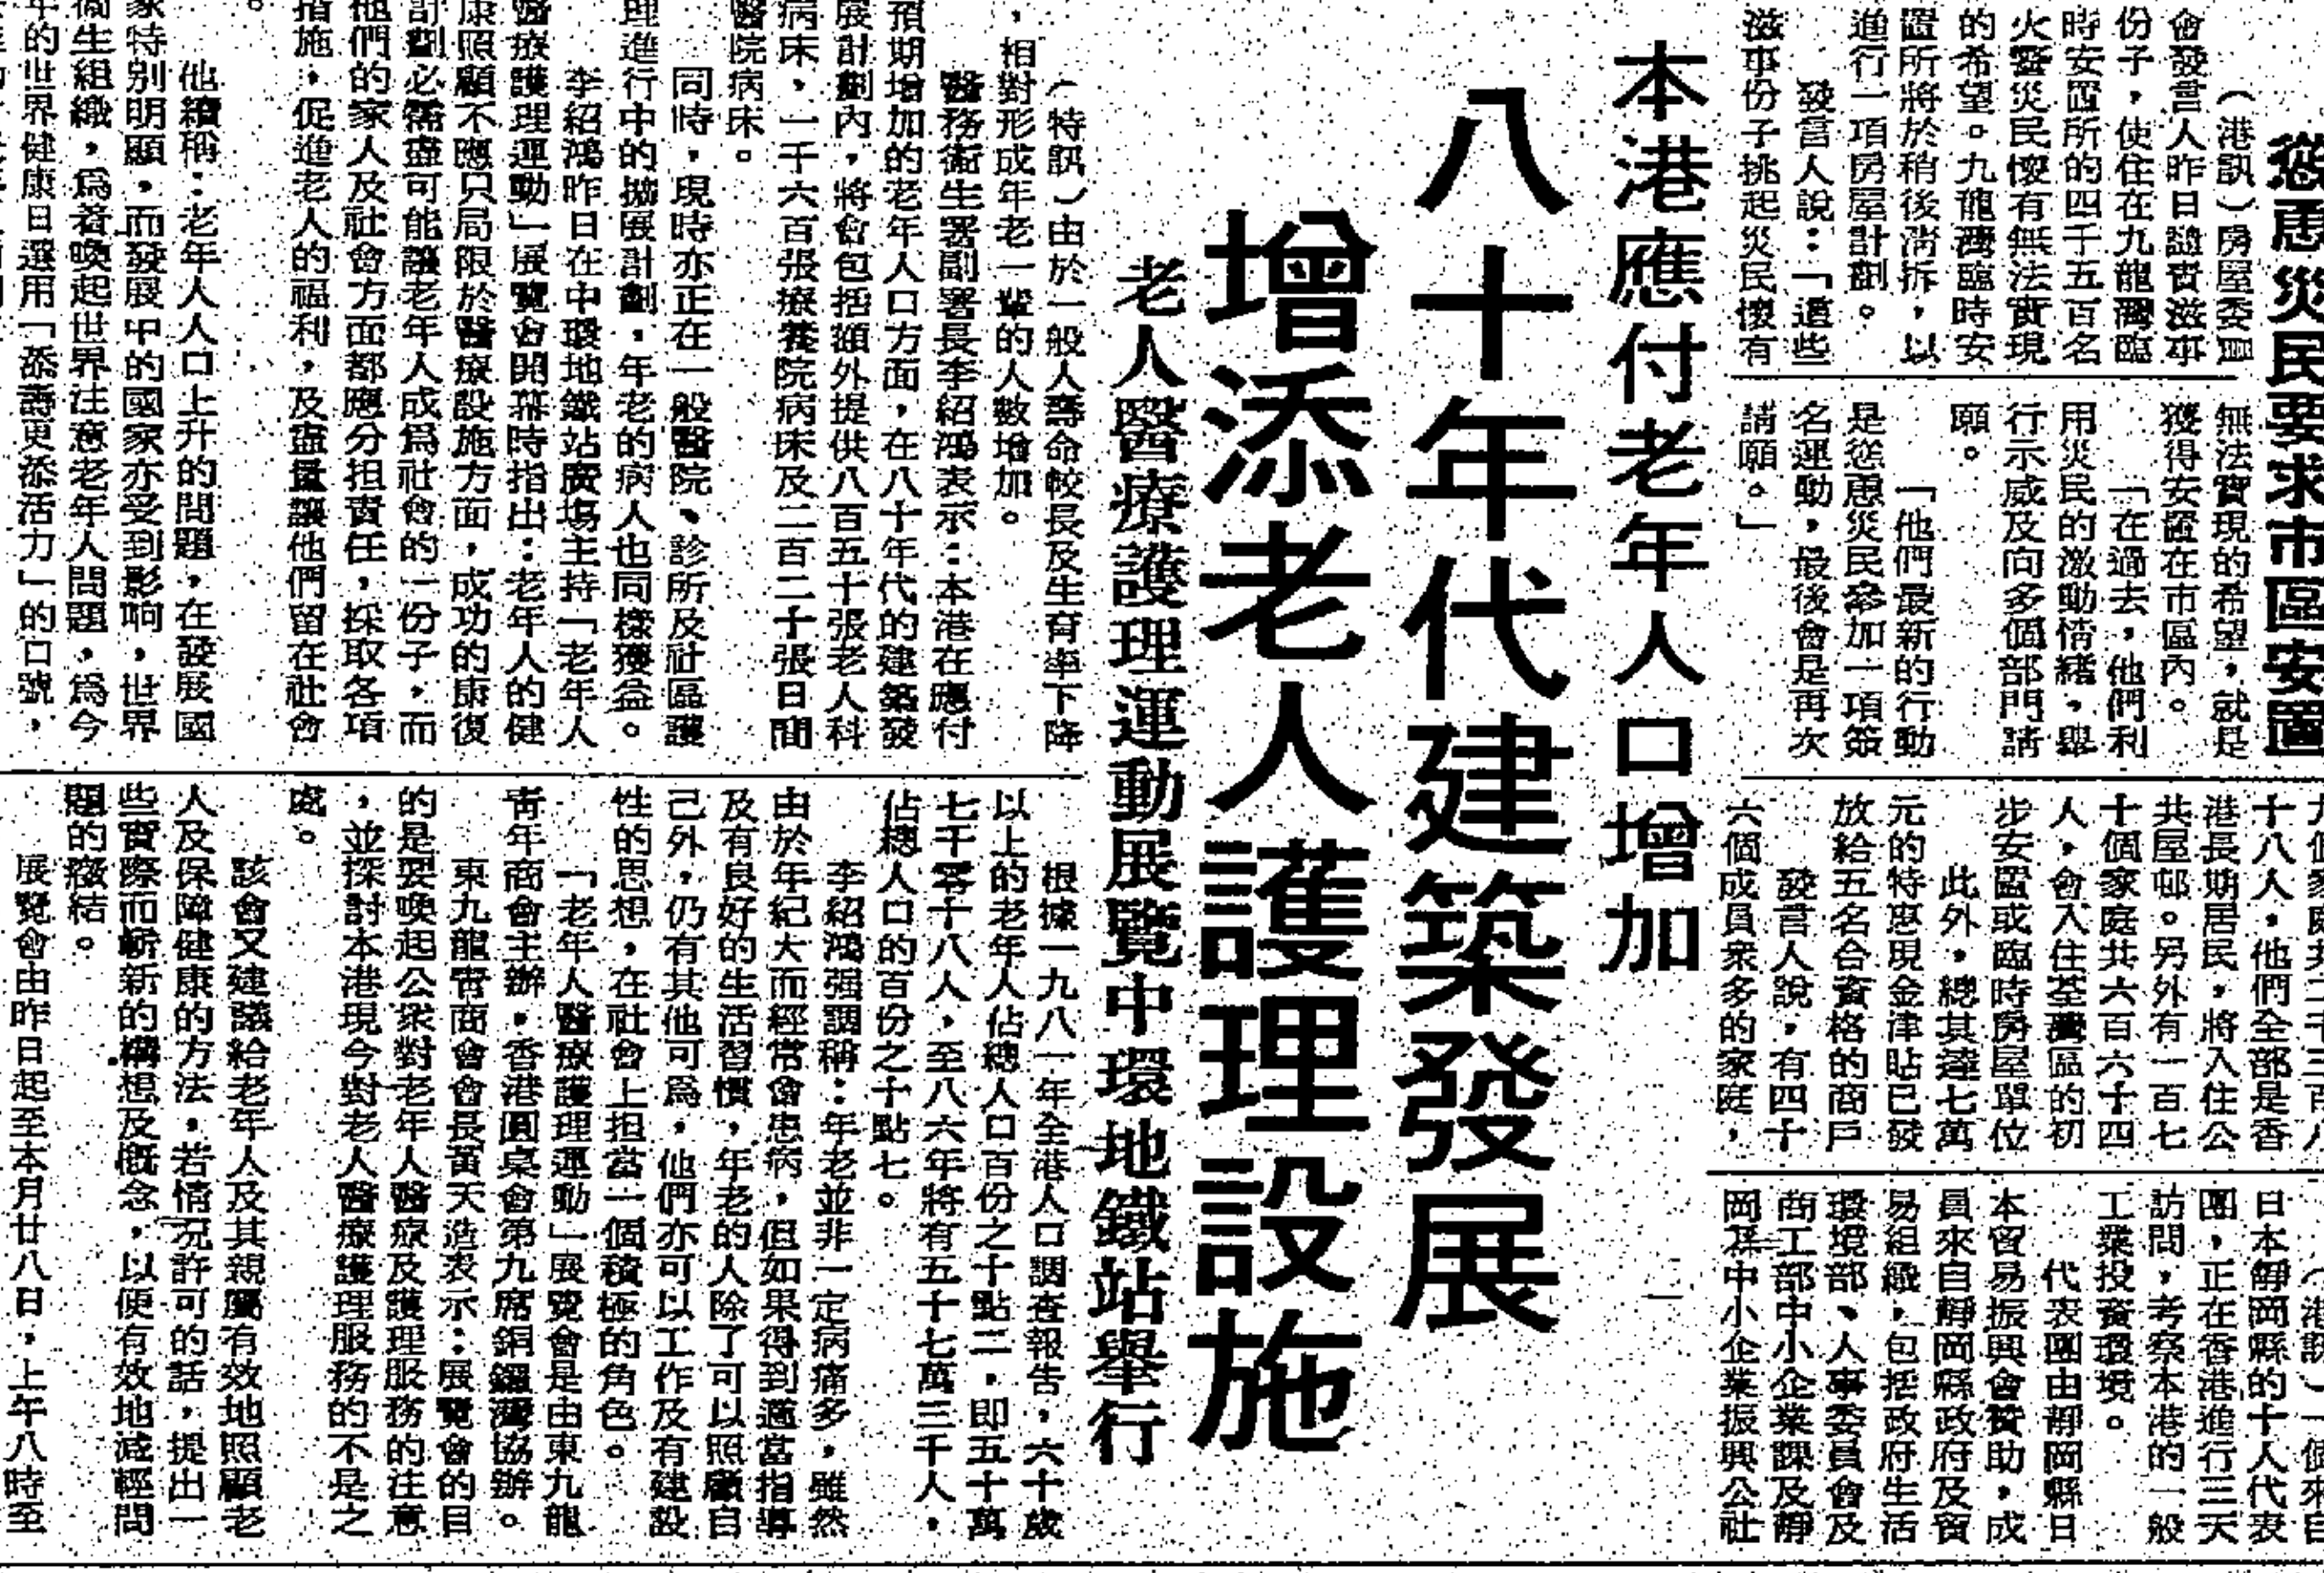 慫恿災民要求市區安置
（港訊）房屋委員
會發言人昨日譴責滋事
份子，使住在九龍灣臨
時安置所的四千五百名
火警災民懷有無法實現
的希望。九龍灣臨時安
置所將於稍後清拆，以
進行一項房屋計劃。
發言人說：「這些
滋事份子挑起災民懷有
無法實現的希望，就是
獲得安置在市區內。
「在過去，他們利
用災民的激動情緒，舉
行示威及向多個部門請
願。
「他們最新的行動
是慫恿災民參加一項簽
名運動，最後會是再次
請願。」
十八人，他們全部是香
港長期居民，將入住公
共屋邨。另外有一百七
十個家庭共六百六十四
人，會入住荃灣區的初
步安置或臨時房屋單位
此外，總共達七萬
元的特惠現金津貼已發
放給五名合資格的商戶
發言人說，有四十
六個成員衆多的家庭，
（港訊）一個來自
日本靜岡縣的十人代表
團，正在香港進行三天
訪問，考察本港的一般
工業投資環境。
代表團由靜岡縣日
本貿易振興會贊助，成
員來自靜岡縣政府及貿
易組織，包括政府生活
環境部、人事委員會及
商工部中小企業課及靜
岡縣中小企業振興公社
本港應付老年人口增加
八十年代建築發展
增添老人護理設施
老人醫療護理運動展覽中環地鐵站舉行
（特訊）由於一般人壽命較長及生育率下降
，相對形成年老一輩的人數增加。
醫務衞生署副署長李紹鴻表示：本港在應付
預期增加的老年人口方面，在八十年代的建築發
展計劃內，將會包括額外提供八百五十張老人科
病床，一千六百張療養院病床及二百二十張日間
醫院病床。
同時，現時亦正在一般醫院、診所及社區護
理進行中的拗展計劃，年老的病人也同樣獲益。
李紹鴻昨日在中環地鐵站廣場主持「老年人
醫療護理運動」展覽會開幕時指出：老年人的健
康照顧不應只局限於醫療設施方面，成功的康復
計劃必需盡可能讓老年人成爲社會的一份子，而
他們的家人及社會方面都應分担責任，採取各項
措施，促進老人的福利，及盡量讓他們留在社會
。
他續稱：老年人人口上升的問題，在發展國
家特別明顯，而發展中的國家亦受到影响，世界
衞生組織，爲着喚起世界注意老年人問題，爲今
年的世界健康日選用「添壽更添活力」的口號，
根據一九八一年全港人口調查報告，六十歲
以上的老年人佔總人口百份之十點二，即五十萬
七千零十八人，至八六年將有五十七萬三千人，
佔總人口的百份之十點七。
李紹鴻强調稱：年老並非一定病痛多，雖然
由於年紀大而經常會患病，但如果得到適當指導
及有良好的生活習慣，年老的人除了可以照顧自
己外，仍有其他可爲，他們亦可以工作及有建設
性的思想，在社會上担當一個積極的角色。
「老年人醫療護理運動」展覽會是由東九龍
靑年商會主辦，香港圓桌會第九席銅鑼灣協辦。
東九龍靑商會會長黃天造表示：展覽會的目
的是要喚起公衆對老年人醫療及護理服務的注意
，並探討本港現今對老人醫療護理服務的不是之
處。
該會又建議給老年人及其親屬有效地照顧老
人及保障健康的方法，若情況許可的話，提出一
些實際而嶄新的構想及概念，以便有效地減輕問
題的癥結。
展覽會由昨日起至本月廿八日，上午八時至